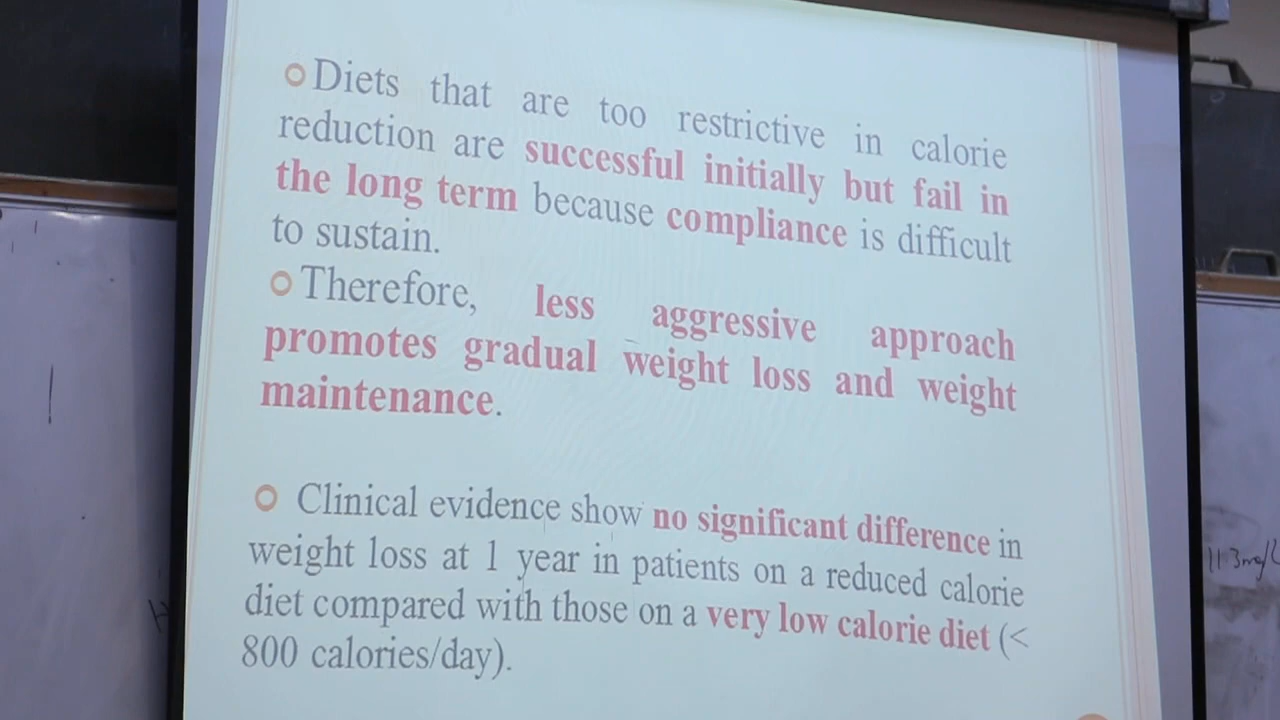 Diets that are too restrictive in calorie
reduction are successful initially but fail in
the long term because compliance is difficult
to sustain.
Therefore, less aggressive approach
promotes gradual weight loss and weight
maintenance.
Clinical evidence show no significant difference in
weight loss at 1 year in patients on a reduced calorie
diet compared with those on a very low calorie diet (<
800 calories/day).